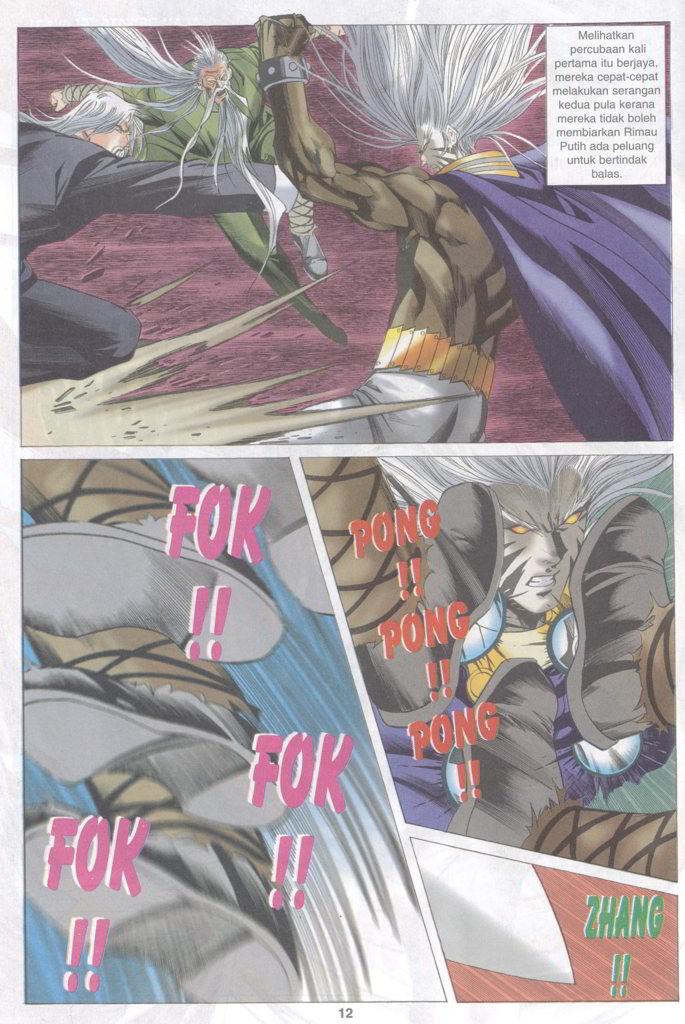 Melihatkan
percubaan kali
pertama itu berjaya,
mereka cepat-cepat
melakukan serangan
kedua pula kerana
mereka tidak boleh
membiarkan Rimau
Putih ada peluang
untuk bertindak
balas.
FOK
!!
FOK
!!
FOK
!!
PONG
!!
PONG
!!
PONG
!!
ZHANG
!!
12